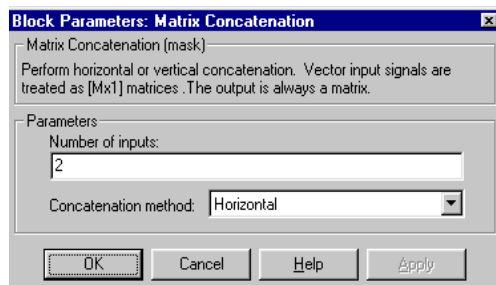 Block Parameters: Matrix Concatenation
Matrix Concatenation (mask)
Perform horizontal or vertical concatenation. Vector input signals are
treated as [Mx1] matrices .The output is always a matrix.
Parameters
Number of inputs:
2
Concatenation method: Horizontal
OK Cancel Help Apply